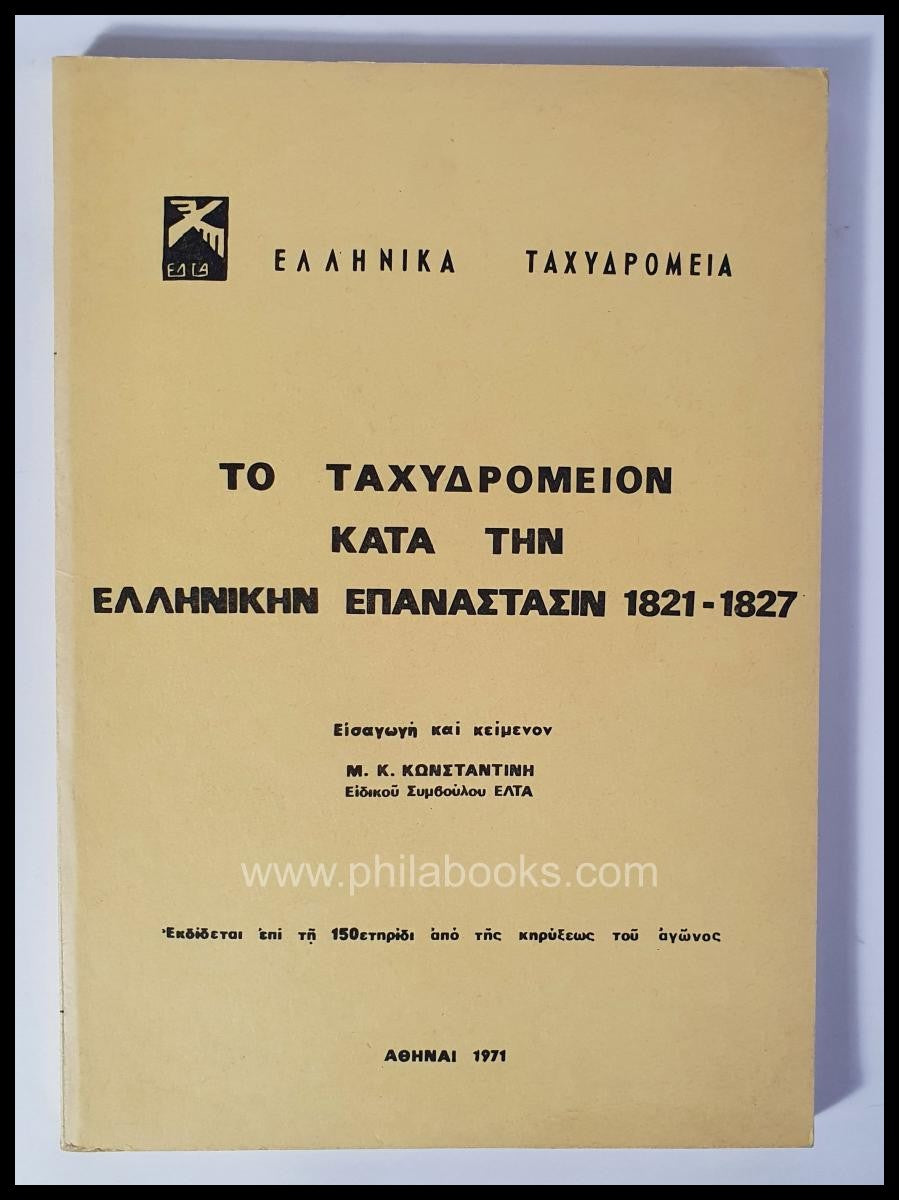 ΕΛΤΑ
ΕΛΛΗΝΙΚΑ ΤΑΧΥΔΡΟΜΕΙΑ
ΤΟ ΤΑΧΥΔΡΟΜΕΙΟΝ
ΚΑΤΑ ΤΗΝ
ΕΛΛΗΝΙΚΗΝ ΕΠΑΝΑΣΤΑΣΙΝ 1821-1827
Εἰσαγωγὴ καὶ κείμενον
Μ. Κ. ΚΩΝΣΤΑΝΤΙΝΗ
Εἰδικοῦ Συμβούλου ΕΛΤΑ
www.philabooks.com
Ἐκδίδεται ἐπὶ τῇ 150ετηρίδι ἀπὸ τῆς κηρύξεως τοῦ ἀγῶνος
ΑΘΗΝΑΙ 1971